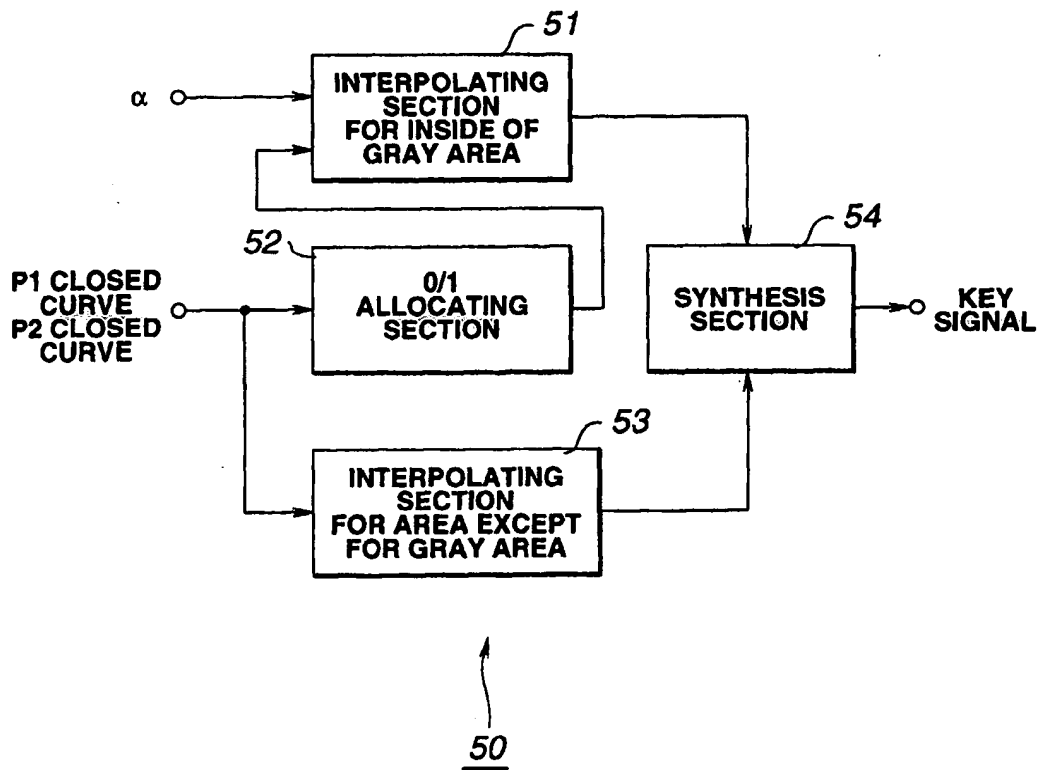 51
INTERPOLATING
SECTION
FOR INSIDE OF
GRAY AREA
α
52
0/1
ALLOCATING
SECTION
P1 CLOSED
CURVE
P2 CLOSED
CURVE
54
SYNTHESIS
SECTION
KEY
SIGNAL
53
INTERPOLATING
SECTION
FOR AREA EXCEPT
FOR GRAY AREA
50